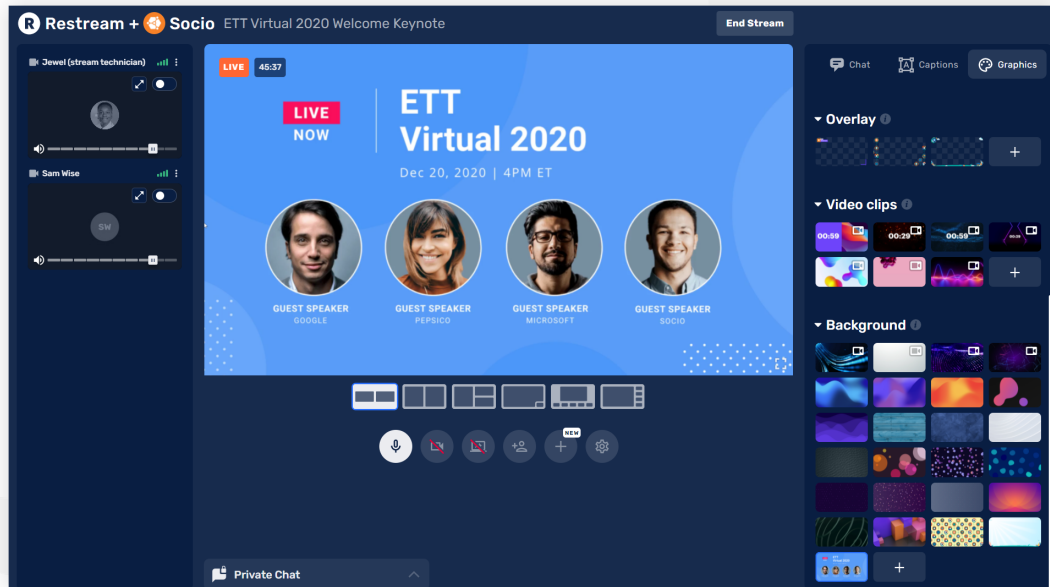 R Restream + Socio ETT Virtual 2020 Welcome Keynote
End Stream
Jewel (stream technician)
Sam Wise
SW
LIVE 45:37
LIVE
NOW
ETT
Virtual 2020
Dec 20, 2020 | 4PM ET
GUEST SPEAKER
GOOGLE
GUEST SPEAKER
PEPSICO
GUEST SPEAKER
MICROSOFT
GUEST SPEAKER
SOCIO
NEW
Private Chat
Chat
A Captions
Graphics
Overlay
Video clips
00:59
00:29
00:59
Background